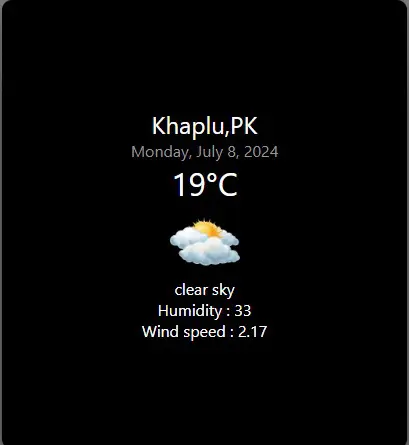 Khaplu,PK
Monday, July 8, 2024
19°C
clear sky
Humidity : 33
Wind speed : 2.17